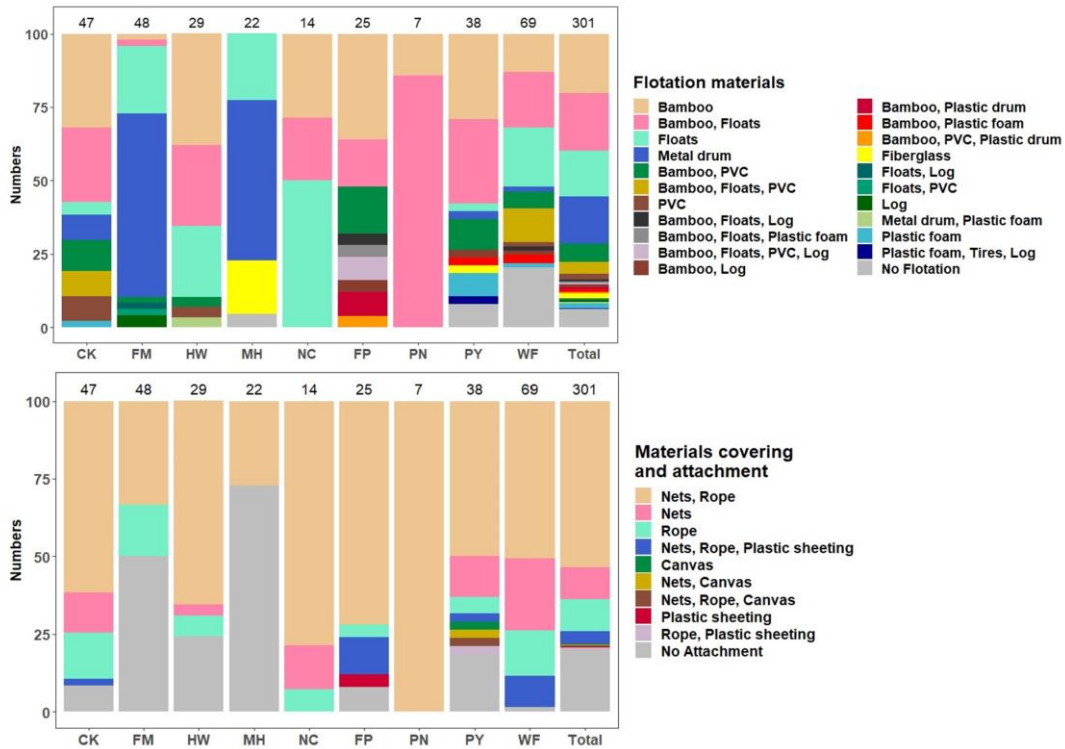 47 48 29 22 14 25 7 38 69 301
100
75
50
25
0
Numbers
CK FM HW MH NC FP PN PY WF Total
Flotation materials
Bamboo
Bamboo, Floats
Floats
Metal drum
Bamboo, PVC
Bamboo, Floats, PVC
PVC
Bamboo, Floats, Log
Bamboo, Floats, Plastic foam
Bamboo, Floats, PVC, Log
Bamboo, Log
Bamboo, Plastic drum
Bamboo, Plastic foam
Bamboo, PVC, Plastic drum
Fiberglass
Floats, Log
Floats, PVC
Log
Metal drum, Plastic foam
Plastic foam
Plastic foam, Tires, Log
No Flotation
47 48 29 22 14 25 7 38 69 301
100
75
50
25
0
Numbers
CK FM HW MH NC FP PN PY WF Total
Materials covering
and attachment
Nets, Rope
Nets
Rope
Nets, Rope, Plastic sheeting
Canvas
Nets, Canvas
Nets, Rope, Canvas
Plastic sheeting
Rope, Plastic sheeting
No Attachment